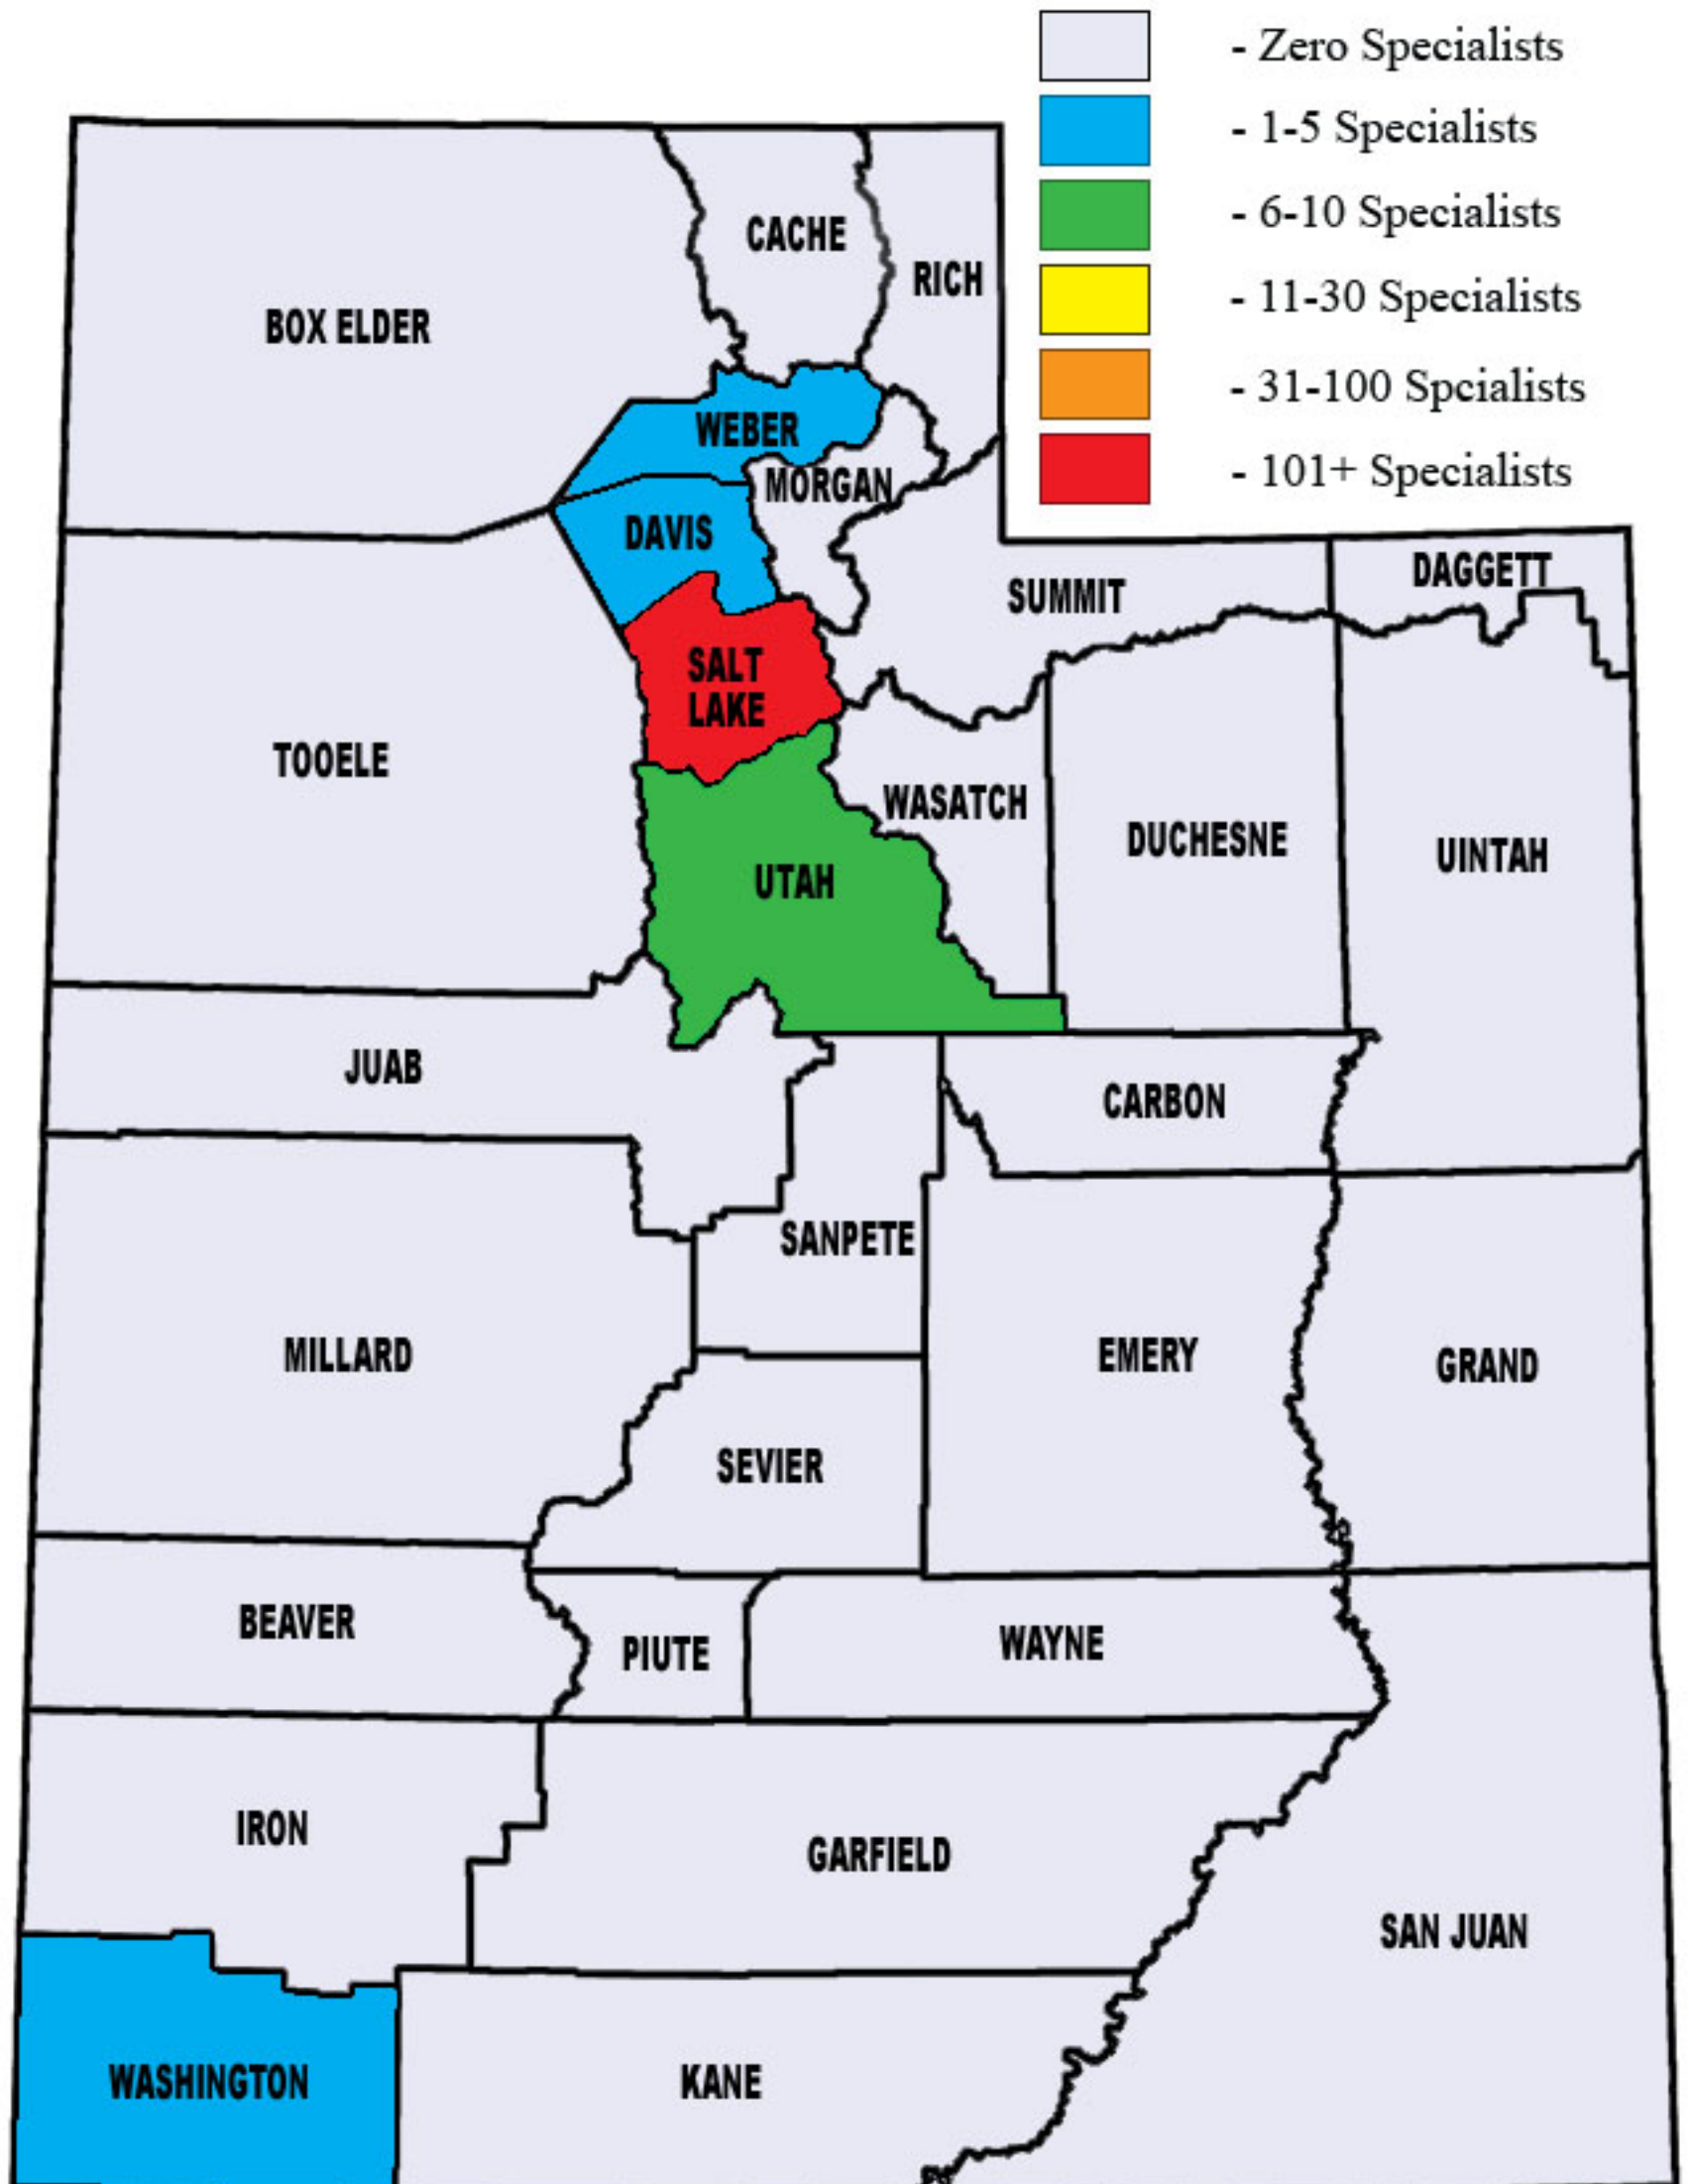 - Zero Specialists
- 1-5 Specialists
- 6-10 Specialists
- 11-30 Specialists
- 31-100 Spcialists
- 101+ Specialists
CACHE
RICH
BOX ELDER
WEBER
MORGAN
DAVIS
DAGGETT
SUMMIT
SALT
LAKE
TOOELE
WASATCH
DUCHESNE
UINTAH
UTAH
JUAB
CARBON
SANPETE
MILLARD
EMERY
GRAND
SEVIER
BEAVER
PIUTE
WAYNE
IRON
GARFIELD
SAN JUAN
WASHINGTON
KANE